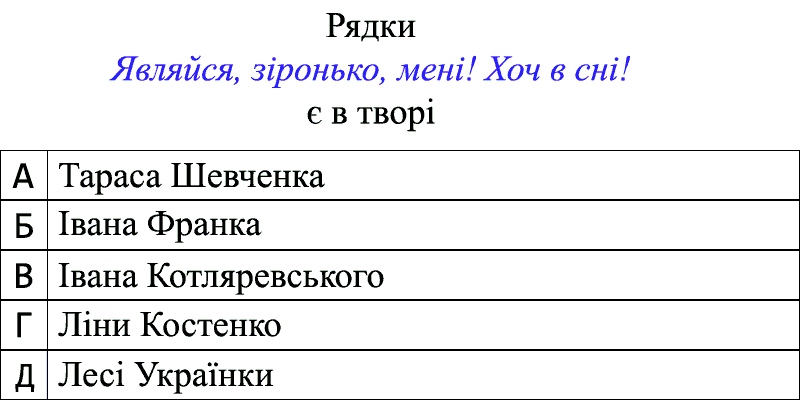 Рядки
Являйся, зіронько, мені! Хоч в сні!
є в творі
А Тараса Шевченка
Б Івана Франка
В Івана Котляревського
Г Ліни Костенко
Д Лесі Українки